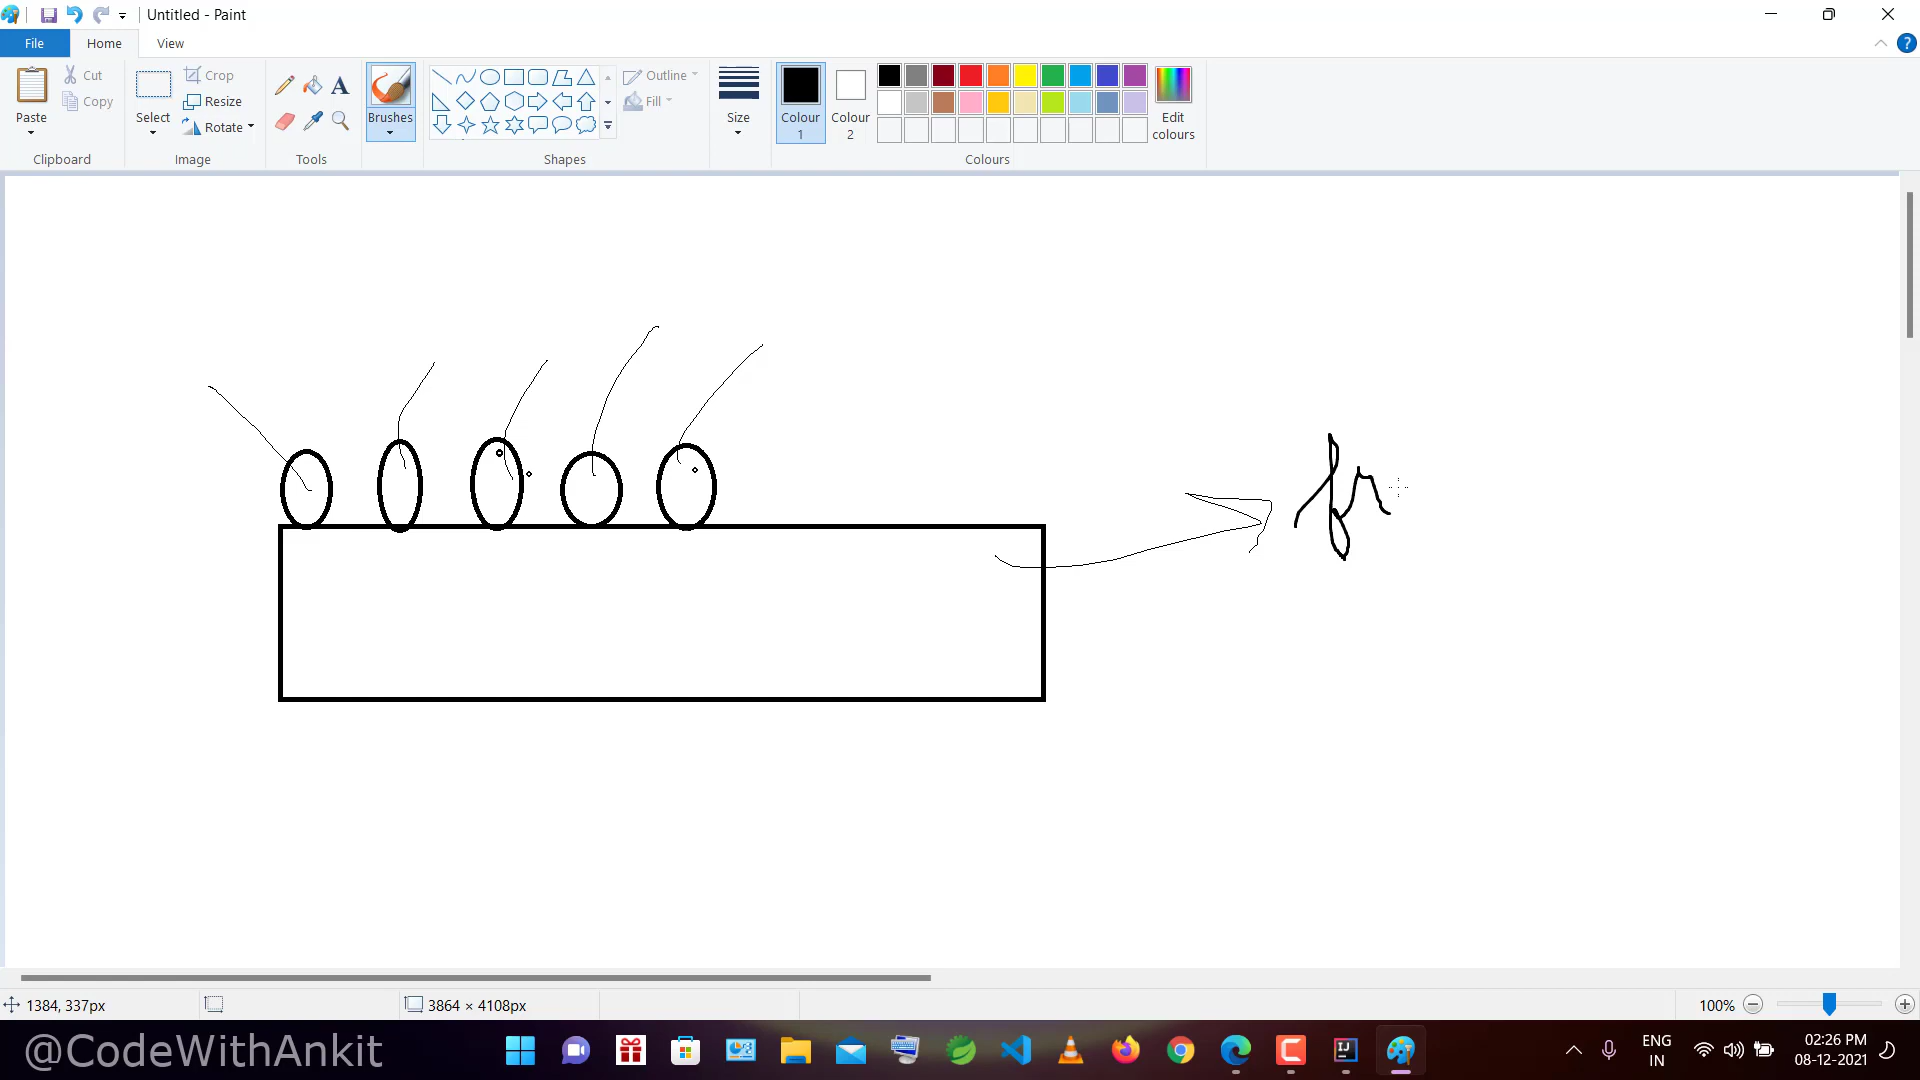 Untitled - Paint
File
Home
View
Paste
Cut
Copy
Clipboard
Select
Crop
Resize
Rotate
Image
A
Tools
Brushes
Outline
Fill
Shapes
Size
Colour
1
Colour
2
Edit
colours
Colours
?
fr
1384, 337px
3864 × 4108px
100%
@CodeWithAnkit
ENG
IN
02:26 PM
08-12-2021